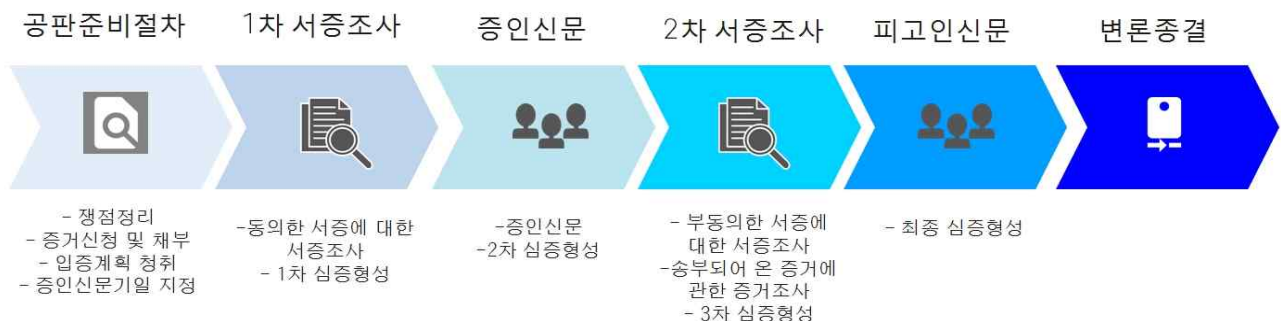 공판준비절차
1차 서증조사
증인신문
2차 서증조사
피고인신문
변론종결
- 쟁점정리
- 증거신청 및 채부
- 입증계획 청취
- 증인신문기일 지정
-동의한 서증에 대한
서증조사
- 1차 심증형성
-증인신문
-2차 심증형성
- 부동의한 서증에
대한 서증조사
-송부되어 온 증거에
관한 증거조사
- 3차 심증형성
- 최종 심증형성